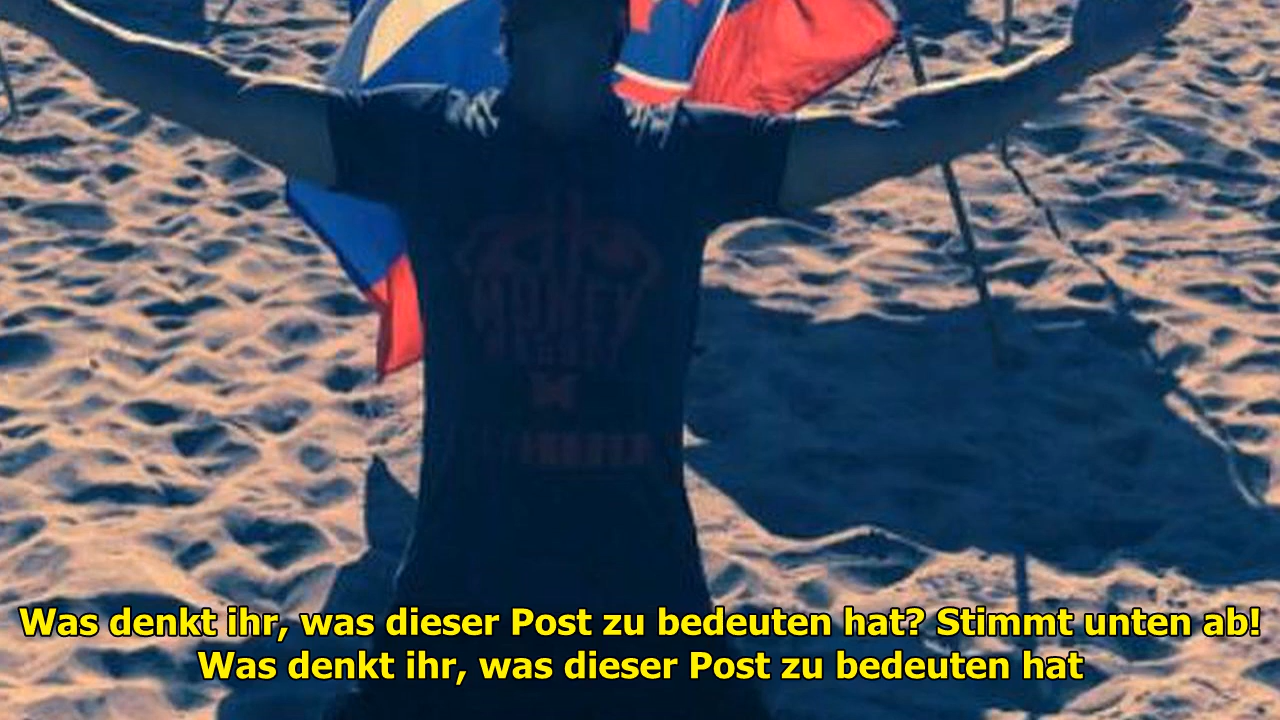 MONEY
Was denkt ihr, was dieser Post zu bedeuten hat? Stimmt unten ab!
Was denkt ihr, was dieser Post zu bedeuten hat